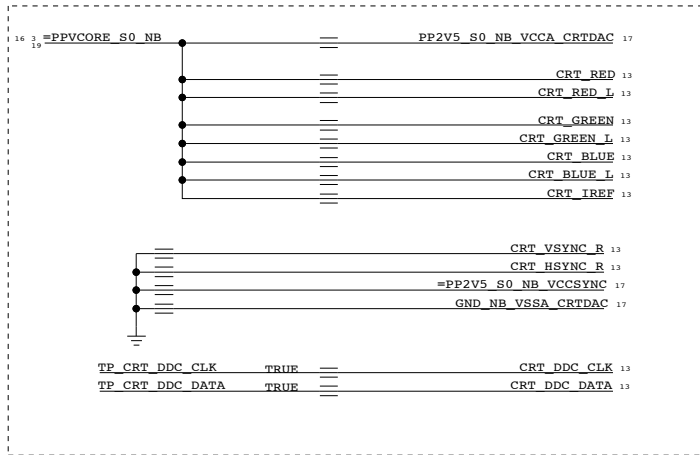 16 3 =PPVCORE_S0_NB PP2V5_S0_NB_VCCA_CRTDAC 17
19
CRT_RED 13
CRT_RED_L 13
CRT_GREEN 13
CRT_GREEN_L 13
CRT_BLUE 13
CRT_BLUE_L 13
CRT_IREF 13
CRT_VSYNC_R 13
CRT_HSYNC_R 13
=PP2V5_S0_NB_VCCSYNC 17
GND_NB_VSSA_CRTDAC 17
TP_CRT_DDC_CLK TRUE CRT_DDC_CLK 13
TP_CRT_DDC_DATA TRUE CRT_DDC_DATA 13